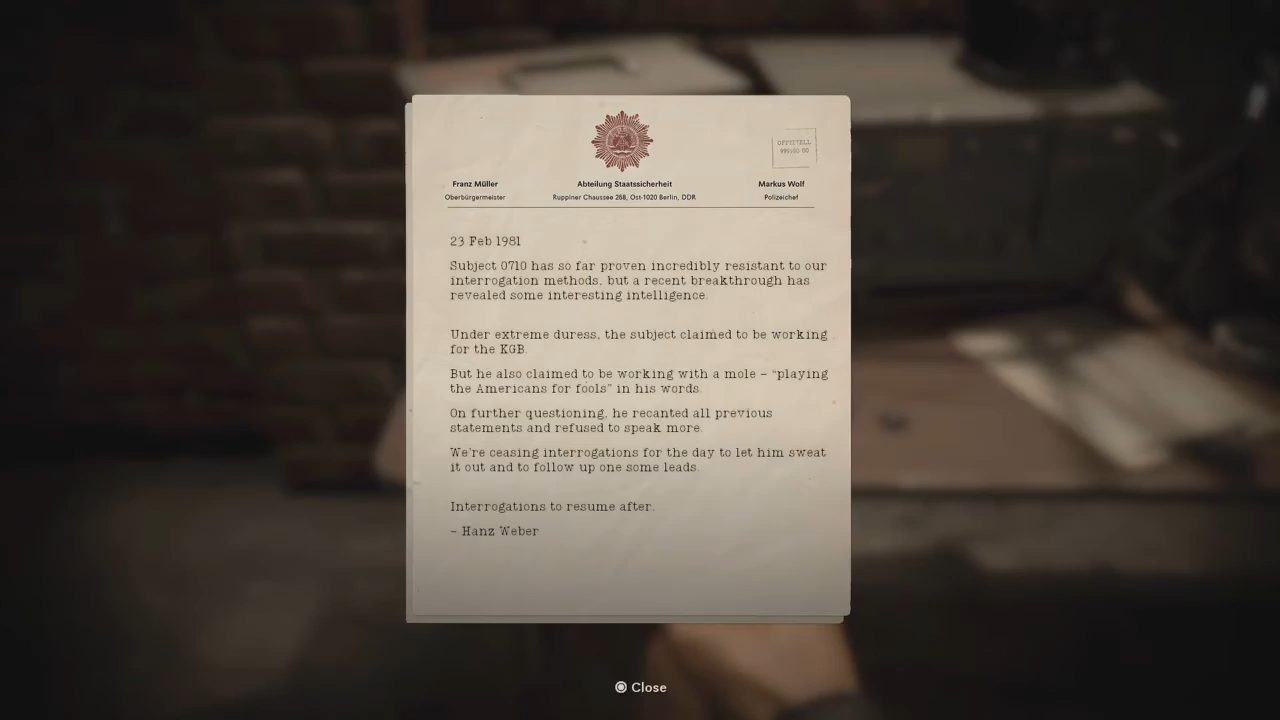 OFFIZIELL
Franz Müller
Abteilung Staatssicherheit
Markus Wolf
Oberbürgermeister
Ruppiner Chaussee 268, Ost-1020 Berlin, DDR
Polizeichef
23 Feb 1981
Subject 0710 has so far proven incredibly resistant to our
interrogation methods, but a recent breakthrough has
revealed some interesting intelligence.
Under extreme duress, the subject claimed to be working
for the KGB.
But he also claimed to be working with a mole – “playing
the Americans for fools” in his words.
On further questioning, he recanted all previous
statements and refused to speak more.
We're ceasing interrogations for the day to let him sweat
it out and to follow up one some leads.
Interrogations to resume after.
– Hanz Weber
Close